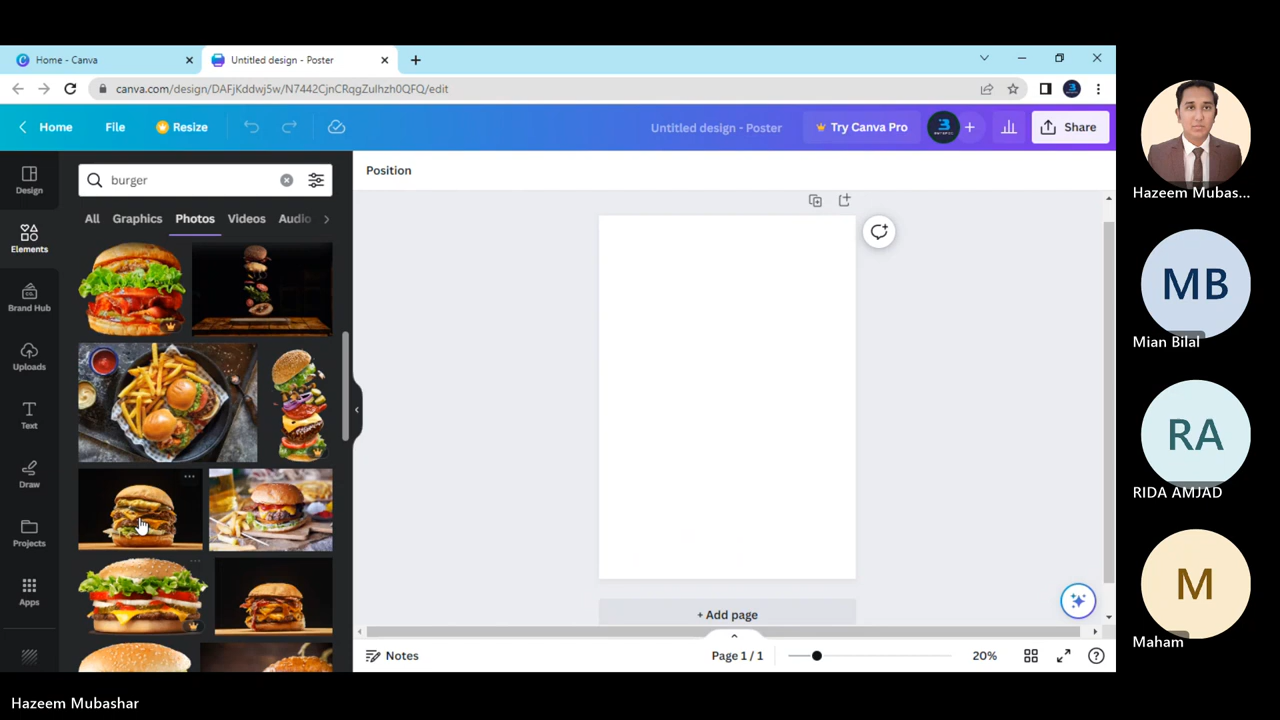 Home - Canva
Untitled design - Poster
canva.com/design/DAFjKddwj5w/N7442CjnCRqgZulhzh0QFQ/edit
Home
File
Resize
Untitled design - Poster
Try Canva Pro
Share
Design
burger
Position
Elements
All
Graphics
Photos
Videos
Audio
Brand Hub
Uploads
Text
Draw
Projects
Apps
+ Add page
Notes
Page 1 / 1
20%
Hazeem Mubas...
MB
Mian Bilal
RA
RIDA AMJAD
M
Maham
Hazeem Mubashar